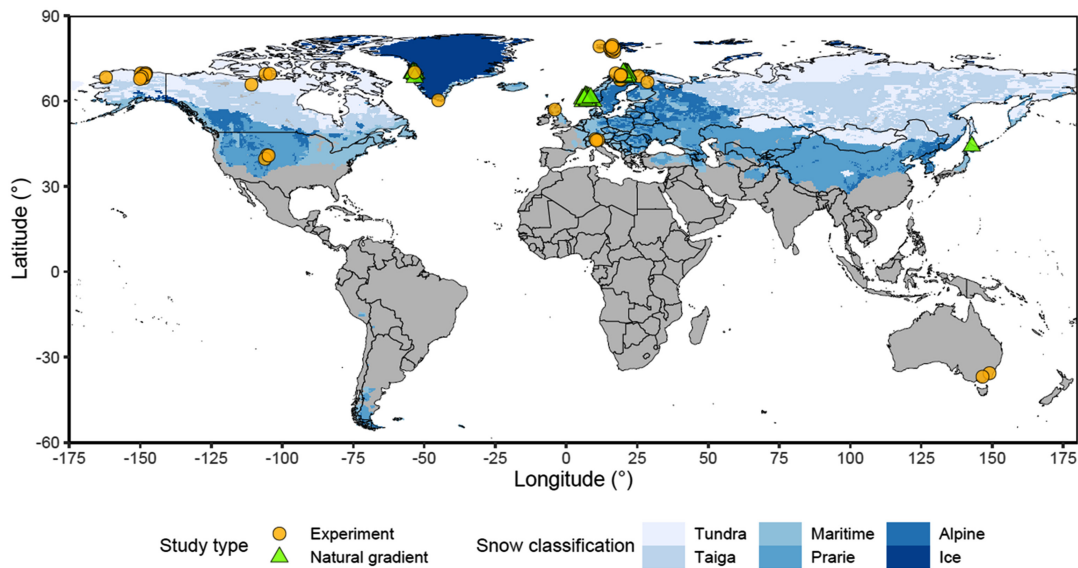 90
60
30
0
-30
-60
Latitude (°)
-175 -150 -125 -100 -75 -50 -25 0 25 50 75 100 125 150 175
Longitude (°)
Study type
Experiment
Natural gradient
Snow classification
Tundra Maritime Alpine
Taiga Prarie Ice